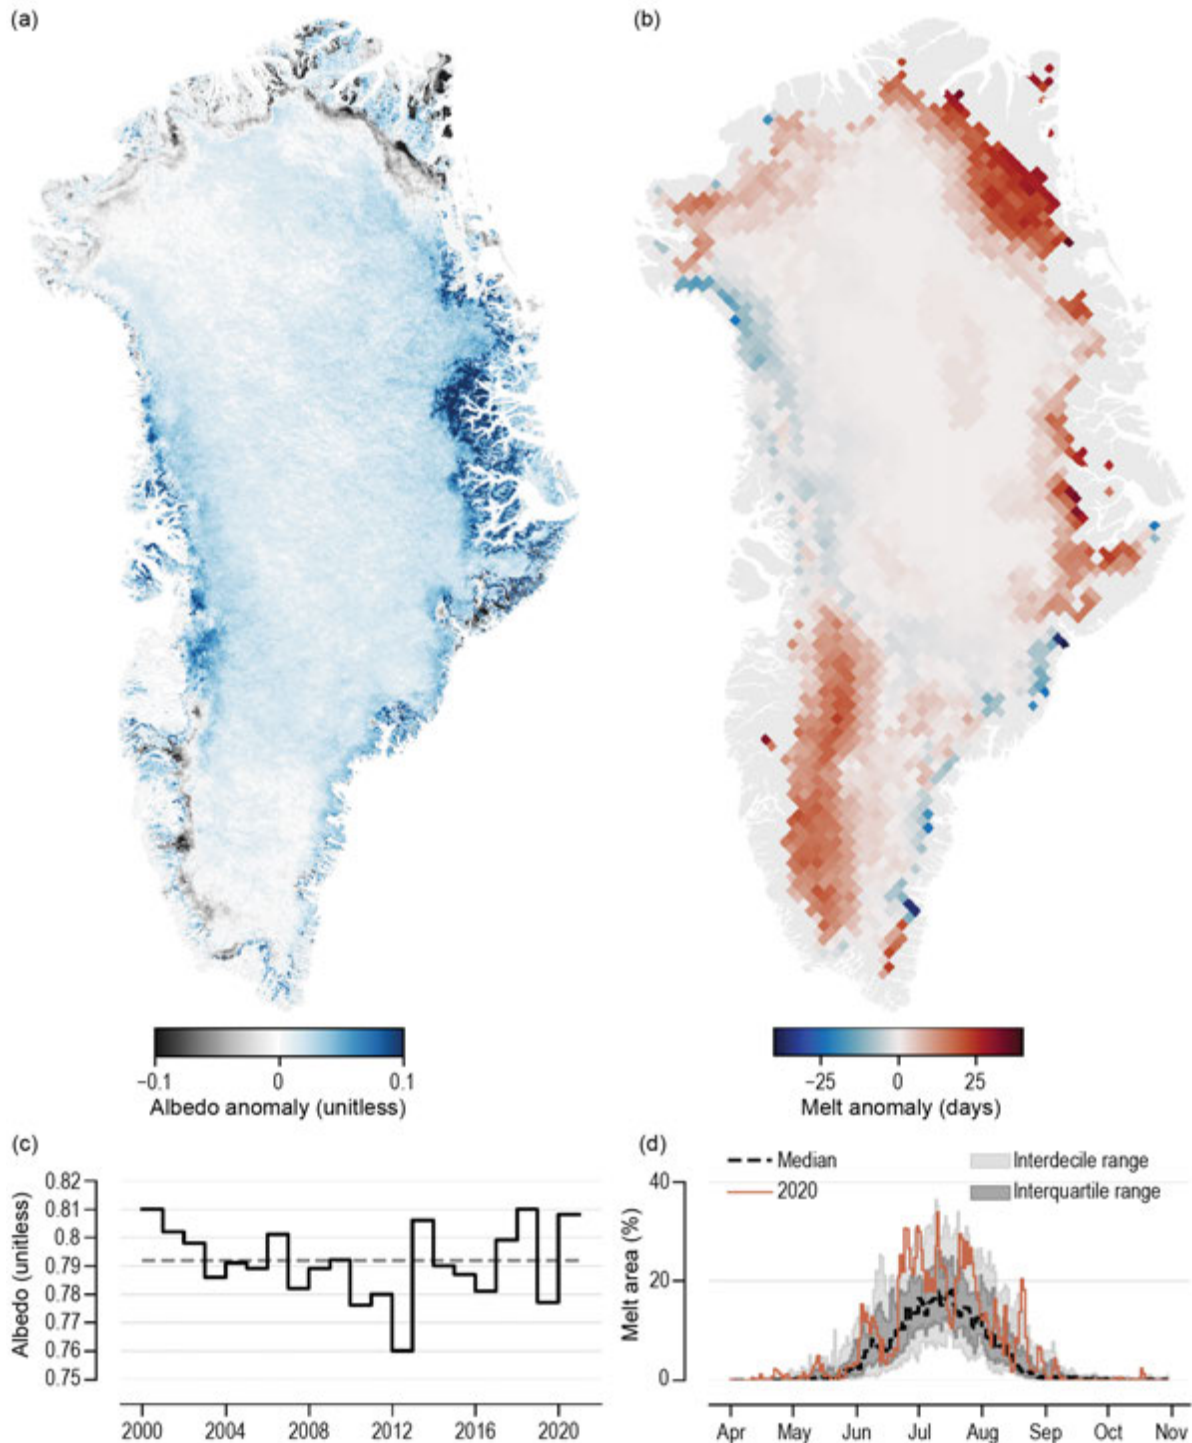 (a)
(b)
−0.1 0 0.1
Albedo anomaly (unitless)
−25 0 25
Melt anomaly (days)
(c)
0.82
0.81
0.8
0.79
0.78
0.77
0.76
0.75
Albedo (unitless)
2000 2004 2008 2012 2016 2020
(d)
Median
2020
Interdecile range
Interquartile range
40
20
0
Melt area (%)
Apr May Jun Jul Aug Sep Oct Nov